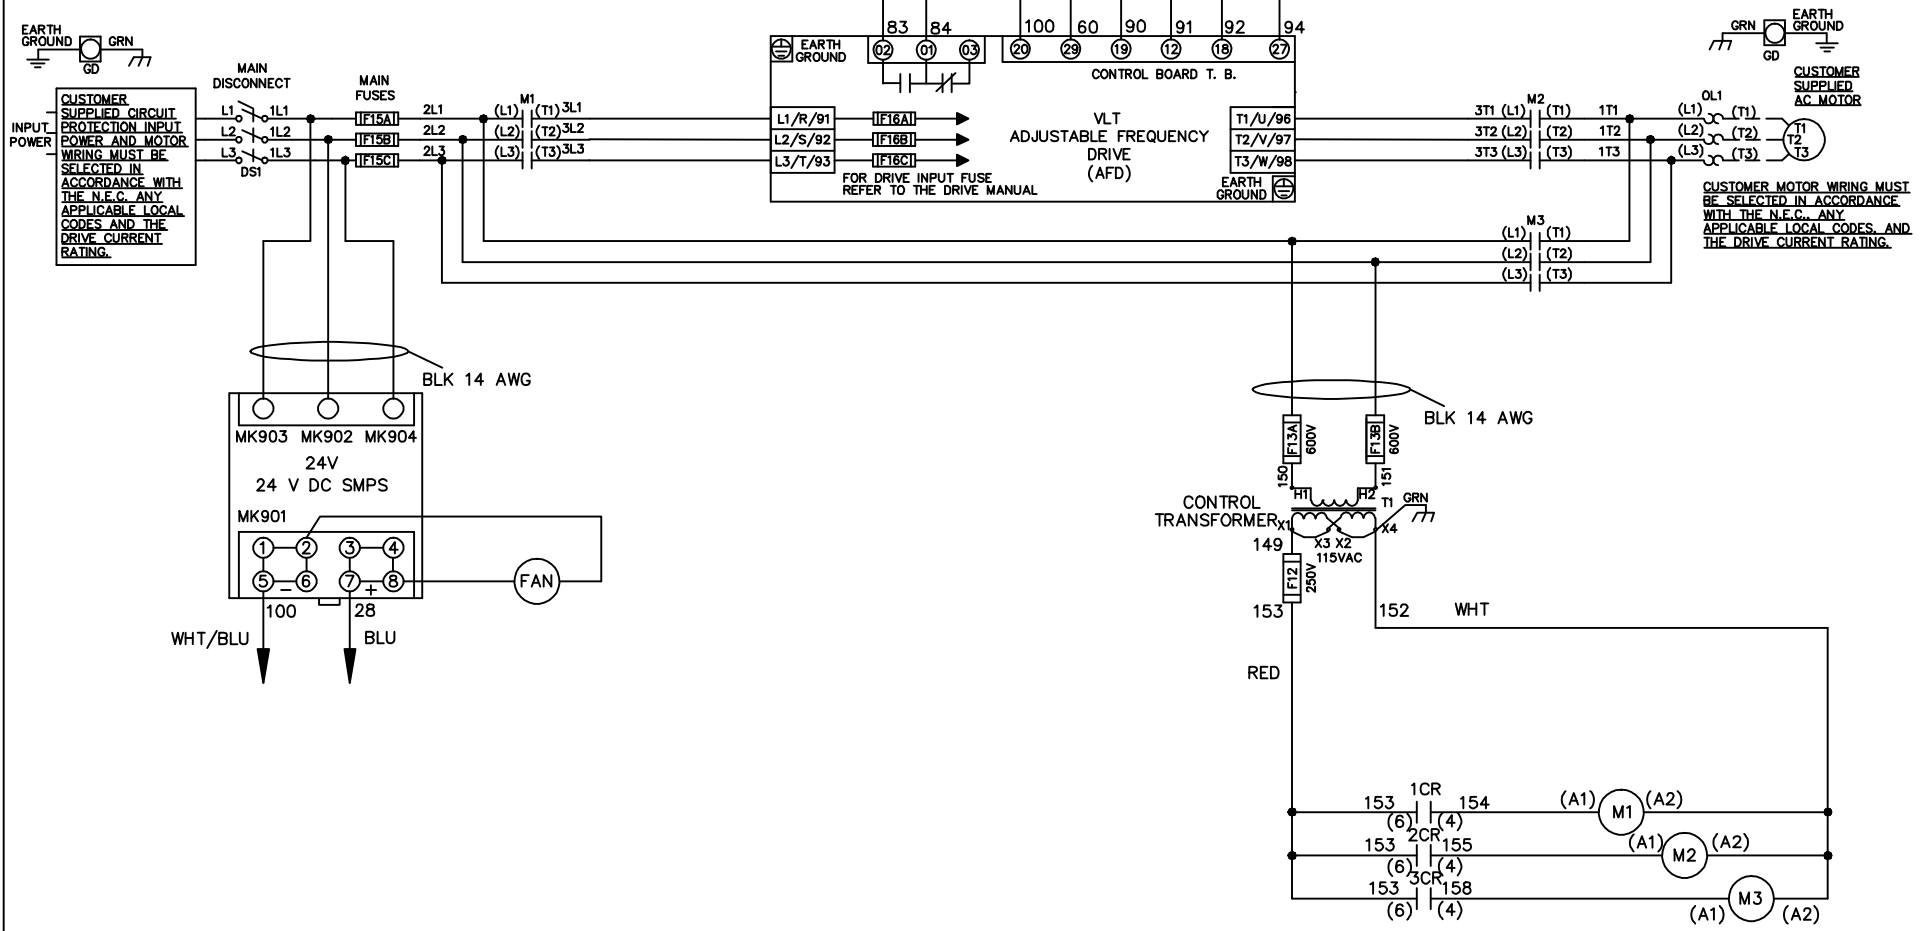 83 84 100 60 90 91 92 94
EARTH
GROUND
GRN
GD
EARTH
GROUND
02 01 03 20 29 19 12 18 27
CONTROL BOARD T. B.
GRN
EARTH
GROUND
GD
MAIN
DISCONNECT
MAIN
FUSES
CUSTOMER
SUPPLIED
AC MOTOR
INPUT
POWER
CUSTOMER
SUPPLIED CIRCUIT
PROTECTION INPUT
POWER AND MOTOR
WIRING MUST BE
SELECTED IN
ACCORDANCE WITH
THE N.E.C. ANY
APPLICABLE LOCAL
CODES AND THE
DRIVE CURRENT
RATING.
L1 1L1
L2 1L2
L3 1L3
DS1
F15A
F15B
F15C
2L1
2L2
2L3
M1
(L1) (T1) 3L1
(L2) (T2) 3L2
(L3) (T3) 3L3
L1/R/91
L2/S/92
L3/T/93
F16A
F16B
F16C
FOR DRIVE INPUT FUSE
REFER TO THE DRIVE MANUAL
VLT
ADJUSTABLE FREQUENCY
DRIVE
(AFD)
T1/U/96
T2/V/97
T3/W/98
EARTH
GROUND
M2
3T1 (L1) (T1) 1T1
3T2 (L2) (T2) 1T2
3T3 (L3) (T3) 1T3
OL1
(L1) (T1)
(L2) (T2)
(L3) (T3)
T1
T2
T3
CUSTOMER MOTOR WIRING MUST
BE SELECTED IN ACCORDANCE
WITH THE N.E.C., ANY
APPLICABLE LOCAL CODES, AND
THE DRIVE CURRENT RATING.
M3
(L1) (T1)
(L2) (T2)
(L3) (T3)
BLK 14 AWG
MK903 MK902 MK904
24V
24 V DC SMPS
MK901
1 2 3 4
5 6 7 8
− +
100
28
WHT/BLU
BLU
FAN
BLK 14 AWG
F13A
600V
F13B
600V
150
151
H1 H2
T1
GRN
CONTROL
TRANSFORMER
X1
X4
X3 X2
115VAC
149
F12
250V
153
152
WHT
RED
1CR
153 154
(6) (4)
(A1) M1 (A2)
2CR
153 155
(6) (4)
(A1) M2 (A2)
3CR
153 158
(6) (4)
(A1) M3 (A2)